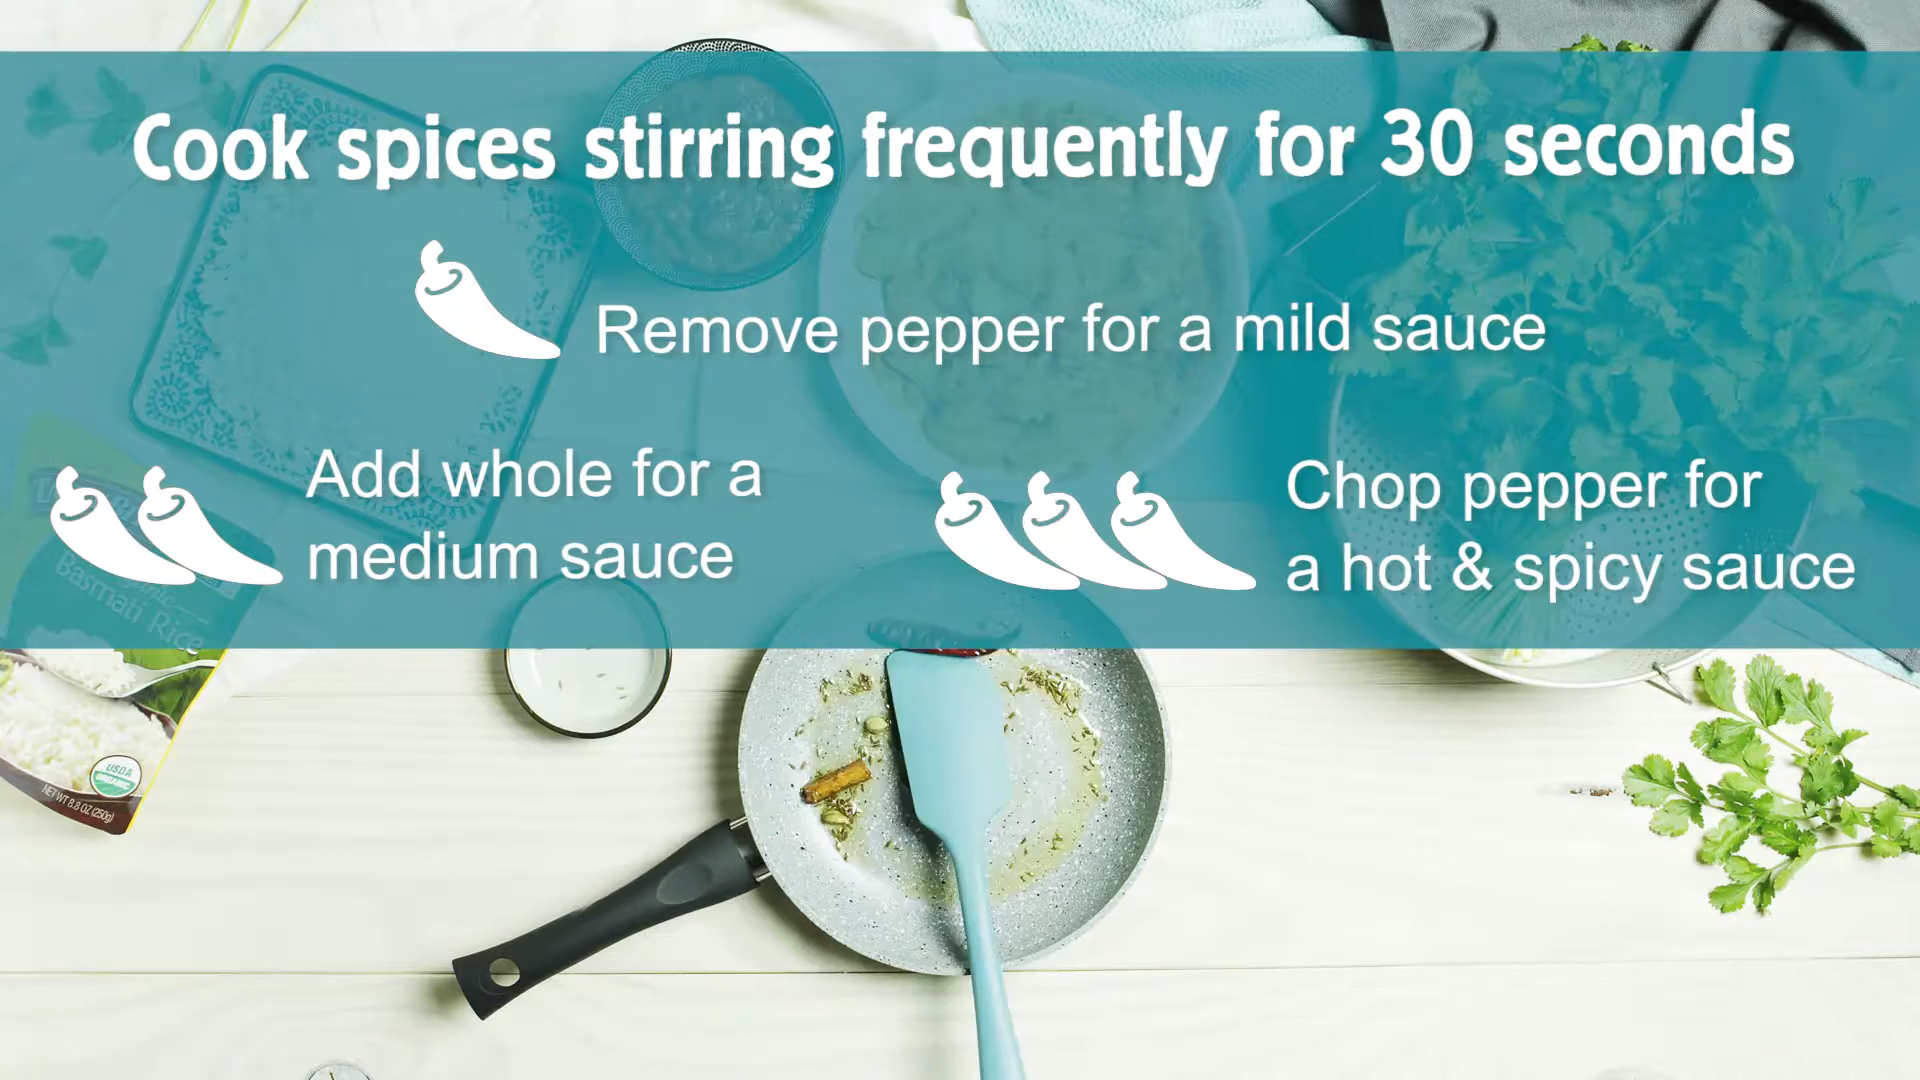 Cook spices stirring frequently for 30 seconds
Remove pepper for a mild sauce
Add whole for a
medium sauce
Chop pepper for
a hot & spicy sauce
Basmati Rice
USDA
ORGANIC
NET WT 8.8 OZ (250g)